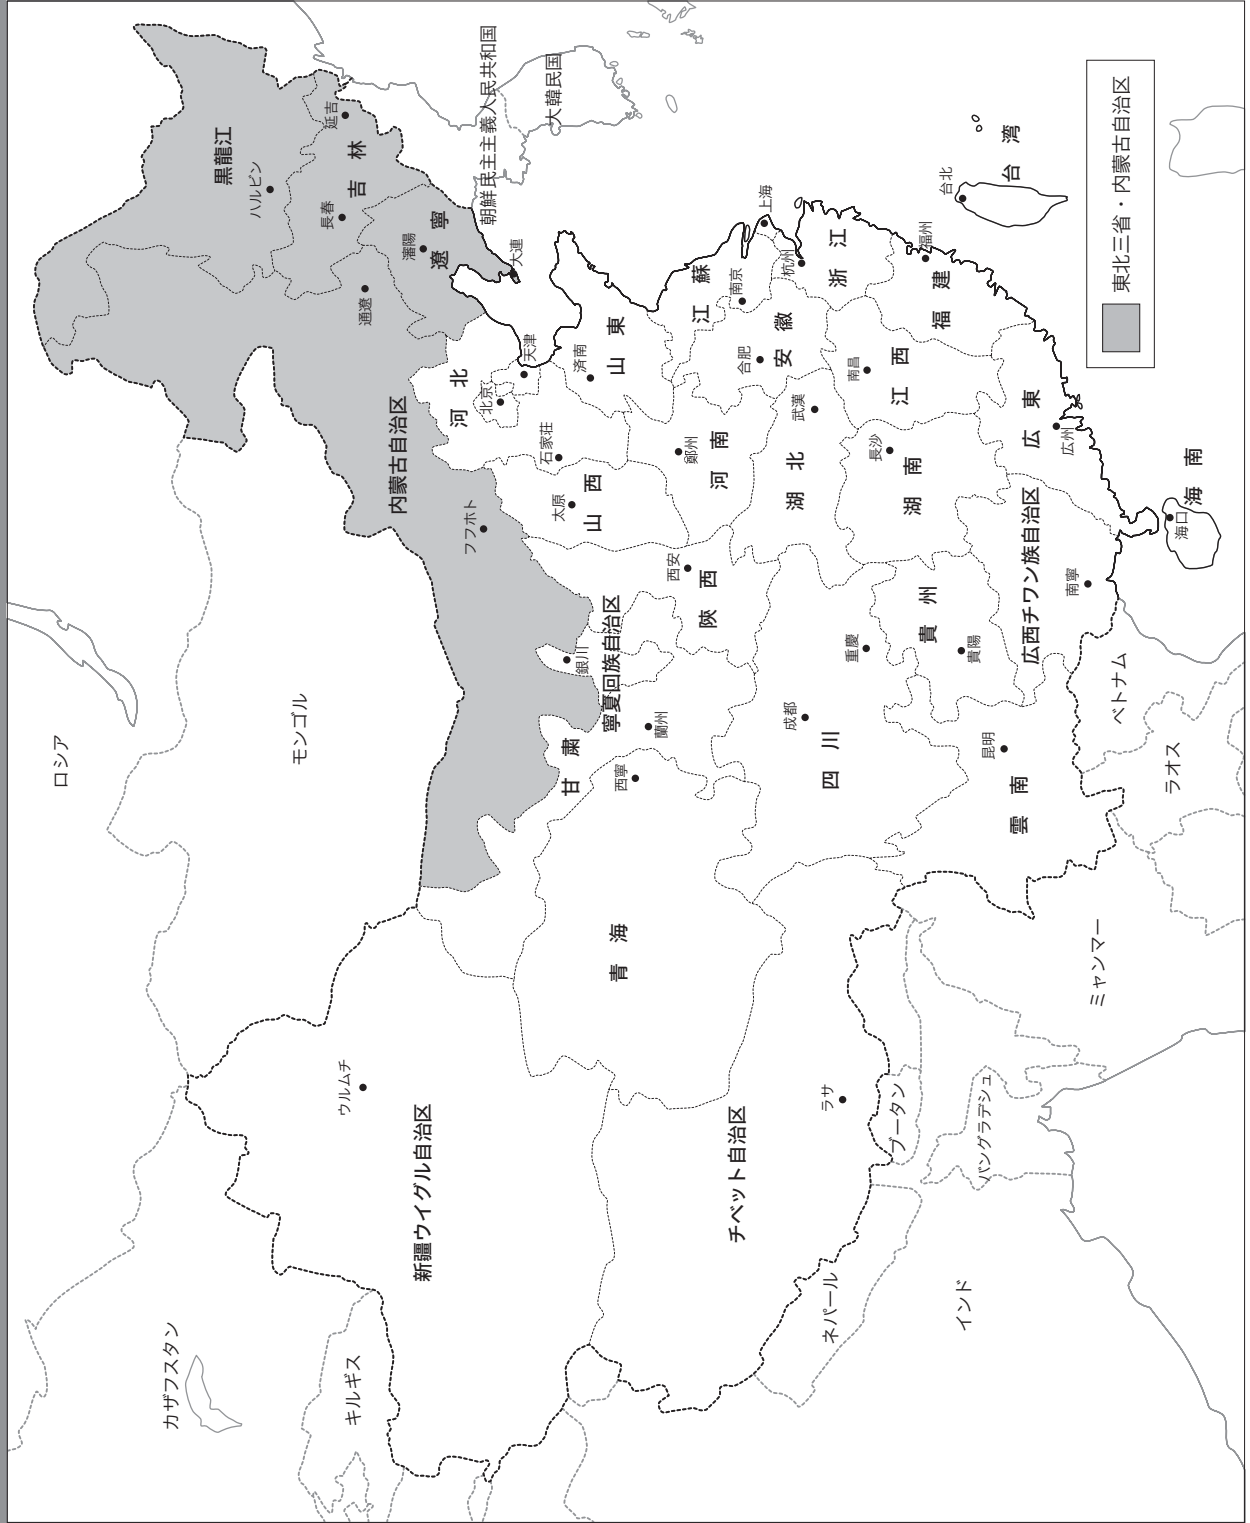 ロシア
カザフスタン
キルギス
モンゴル
ウルムチ
新疆ウイグル自治区
チベット自治区
ラサ
ネパール
ブータン
バングラデシュ
インド
ミャンマー
ラオス
ベトナム
青海
西寧
甘粛
蘭州
寧夏回族自治区
銀川
内蒙古自治区
フフホト
通遼
黒龍江
ハルビン
吉林
長春
延吉
遼寧
瀋陽
大連
朝鮮民主主義人民共和国
大韓民国
河北
北京
天津
石家荘
山西
太原
山東
済南
陝西
西安
河南
鄭州
江蘇
南京
上海
安徽
合肥
湖北
武漢
浙江
杭州
四川
成都
重慶
貴州
貴陽
湖南
長沙
江西
南昌
福建
福州
雲南
昆明
広西チワン族自治区
南寧
広東
広州
海南
海口
台湾
台北
東北三省・内蒙古自治区